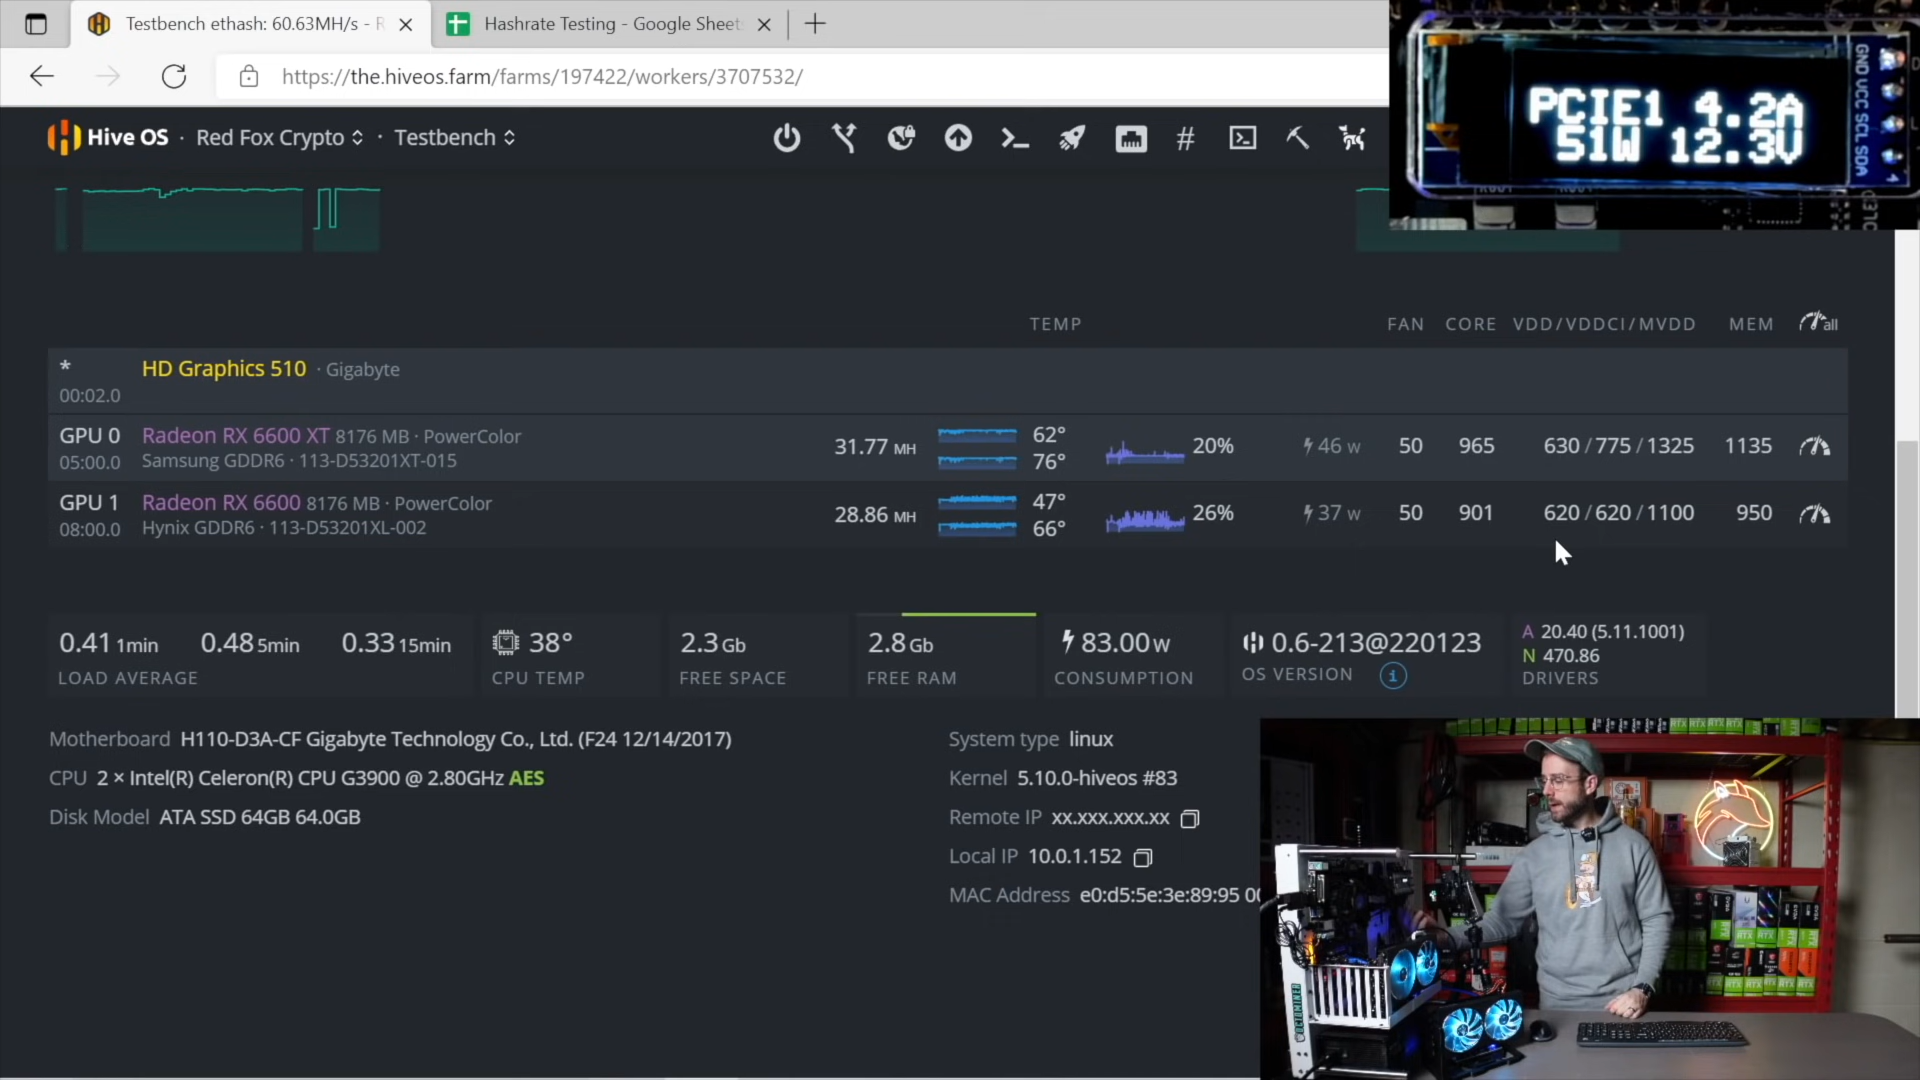 Testbench ethash: 60.63MH/s - R
Hashrate Testing - Google Sheets
https://the.hiveos.farm/farms/197422/workers/3707532/
PCIE1 4.2A
51W 12.3V
GND VCC SCL SDA
Hive OS · Red Fox Crypto · Testbench
TEMP FAN CORE VDD/VDDCI/MVDD MEM all
* HD Graphics 510 · Gigabyte
00:02.0
GPU 0 Radeon RX 6600 XT 8176 MB · PowerColor 31.77 MH 62° 20% 46 w 50 965 630 / 775 / 1325 1135
05:00.0 Samsung GDDR6 · 113-D53201XT-015 76°
GPU 1 Radeon RX 6600 8176 MB · PowerColor 28.86 MH 47° 26% 37 w 50 901 620 / 620 / 1100 950
08:00.0 Hynix GDDR6 · 113-D53201XL-002 66°
0.41 1min 0.48 5min 0.33 15min
LOAD AVERAGE
38°
CPU TEMP
2.3 Gb
FREE SPACE
2.8 Gb
FREE RAM
83.00 w
CONSUMPTION
0.6-213@220123
OS VERSION i
A 20.40 (5.11.1001)
N 470.86
DRIVERS
Motherboard H110-D3A-CF Gigabyte Technology Co., Ltd. (F24 12/14/2017)
CPU 2 × Intel(R) Celeron(R) CPU G3900 @ 2.80GHz AES
Disk Model ATA SSD 64GB 64.0GB
System type linux
Kernel 5.10.0-hiveos #83
Remote IP xx.xxx.xxx.xx
Local IP 10.0.1.152
MAC Address e0:d5:5e:3e:89:95 00